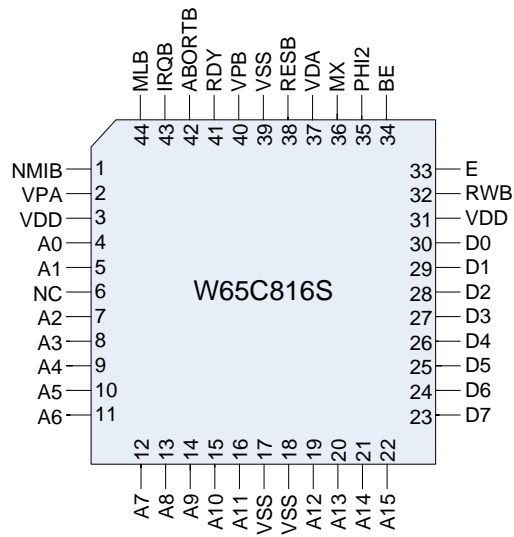 MLB IRQB ABORTB RDY VPB VSS RESB VDA MX PHI2 BE
44 43 42 41 40 39 38 37 36 35 34
NMIB 1 33 E
VPA 2 32 RWB
VDD 3 31 VDD
A0 4 30 D0
A1 5 29 D1
NC 6 28 D2
W65C816S
A2 7 27 D3
A3 8 26 D4
A4 9 25 D5
A5 10 24 D6
A6 11 23 D7
12 13 14 15 16 17 18 19 20 21 22
A7 A8 A9 A10 A11 VSS VSS A12 A13 A14 A15